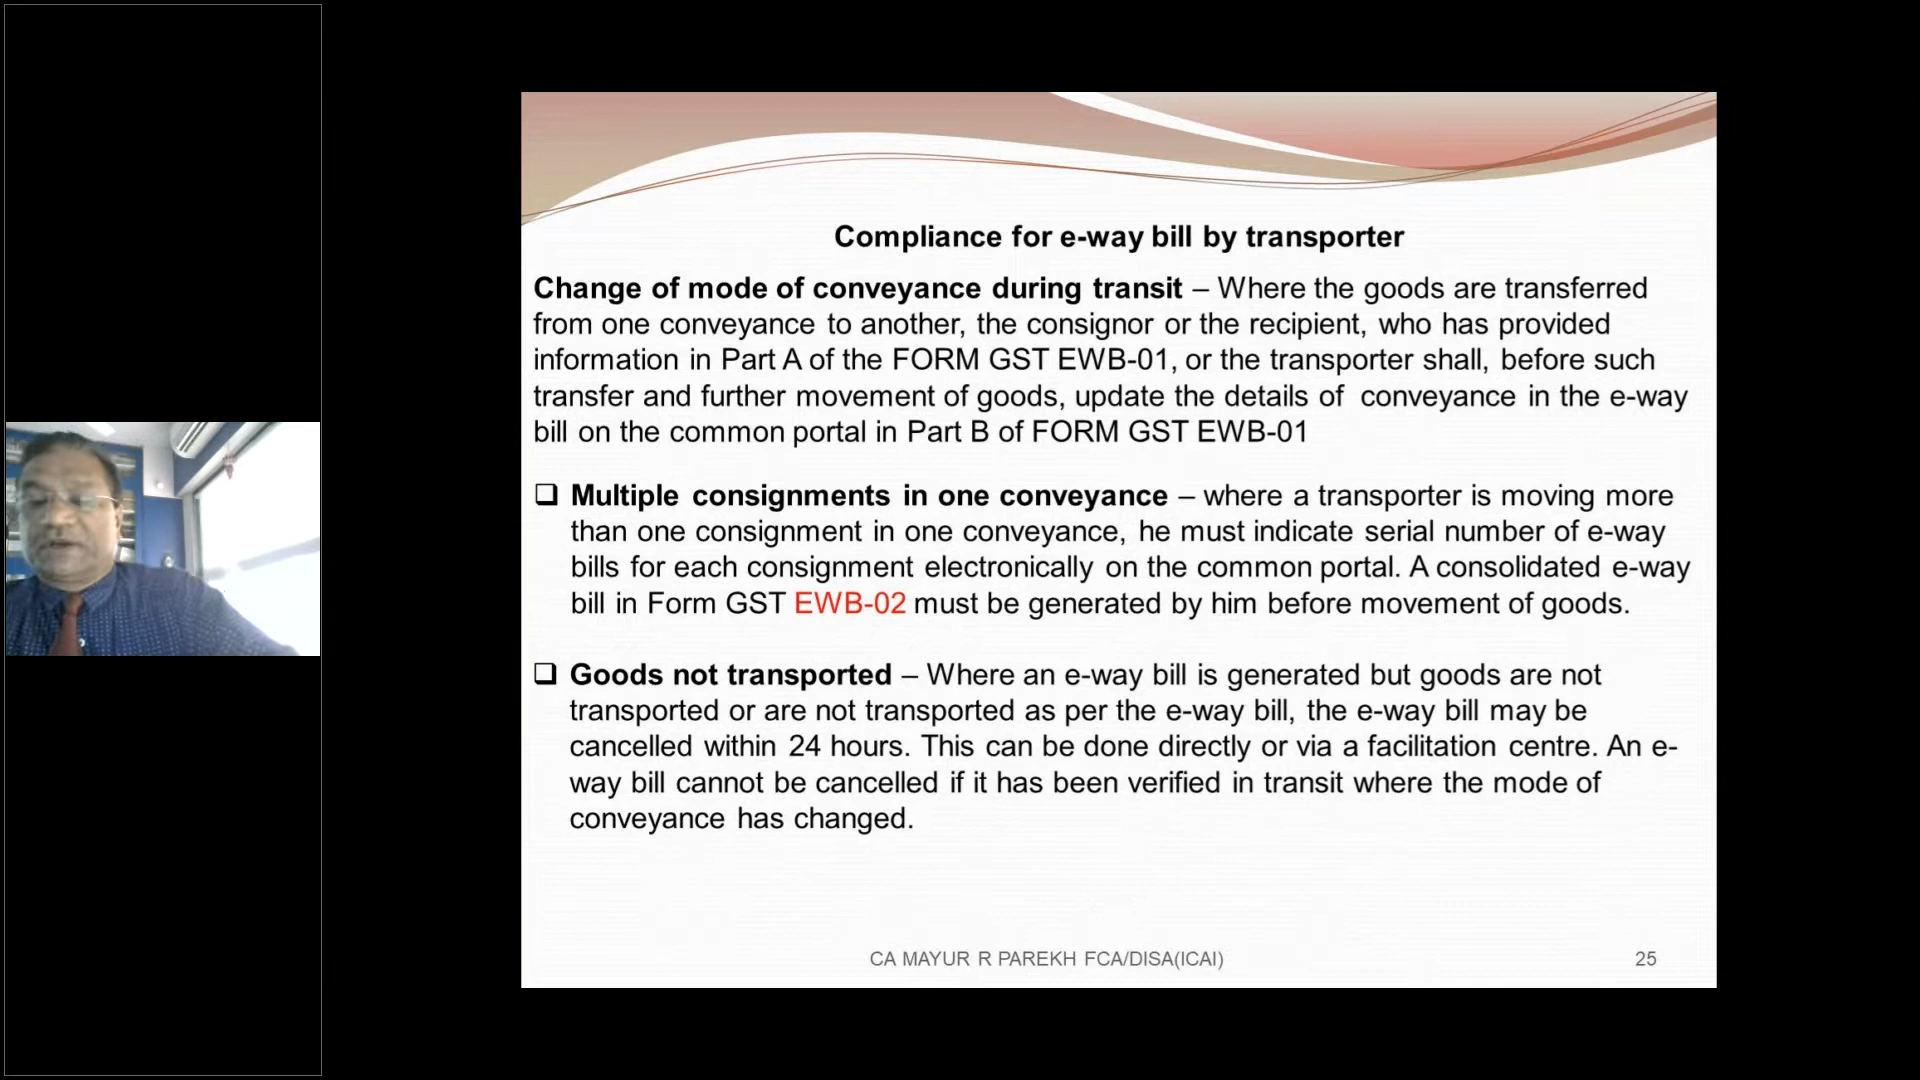 Compliance for e-way bill by transporter
Change of mode of conveyance during transit – Where the goods are transferred
from one conveyance to another, the consignor or the recipient, who has provided
information in Part A of the FORM GST EWB-01, or the transporter shall, before such
transfer and further movement of goods, update the details of conveyance in the e-way
bill on the common portal in Part B of FORM GST EWB-01
❑ Multiple consignments in one conveyance – where a transporter is moving more
than one consignment in one conveyance, he must indicate serial number of e-way
bills for each consignment electronically on the common portal. A consolidated e-way
bill in Form GST EWB-02 must be generated by him before movement of goods.
❑ Goods not transported – Where an e-way bill is generated but goods are not
transported or are not transported as per the e-way bill, the e-way bill may be
cancelled within 24 hours. This can be done directly or via a facilitation centre. An e-
way bill cannot be cancelled if it has been verified in transit where the mode of
conveyance has changed.
CA MAYUR R PAREKH FCA/DISA(ICAI)
25